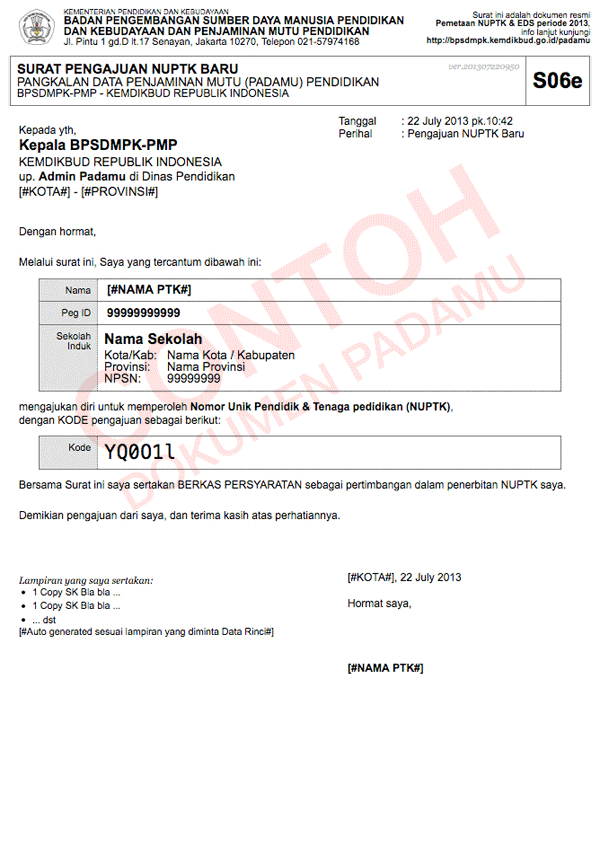 KEMENTERIAN PENDIDIKAN DAN KEBUDAYAAN
BADAN PENGEMBANGAN SUMBER DAYA MANUSIA PENDIDIKAN
DAN KEBUDAYAAN DAN PENJAMINAN MUTU PENDIDIKAN
Jl. Pintu 1 gd.D lt.17 Senayan, Jakarta 10270, Telepon 021-57974168
Surat ini adalah dokumen resmi
Pemetaan NUPTK & EDS periode 2013,
info lanjut kunjungi
http://bpsdmpk.kemdikbud.go.id/padamu
SURAT PENGAJUAN NUPTK BARU
PANGKALAN DATA PENJAMINAN MUTU (PADAMU) PENDIDIKAN
BPSDMPK-PMP - KEMDIKBUD REPUBLIK INDONESIA
ver.201307220950
S06e
Kepada yth,
Kepala BPSDMPK-PMP
KEMDIKBUD REPUBLIK INDONESIA
up. Admin Padamu di Dinas Pendidikan
[#KOTA#] - [#PROVINSI#]
Tanggal : 22 July 2013 pk.10:42
Perihal : Pengajuan NUPTK Baru
Dengan hormat,
Melalui surat ini, Saya yang tercantum dibawah ini:
Nama [#NAMA PTK#]
Peg ID 99999999999
Sekolah Induk
Nama Sekolah
Kota/Kab: Nama Kota / Kabupaten
Provinsi: Nama Provinsi
NPSN: 99999999
mengajukan diri untuk memperoleh Nomor Unik Pendidik & Tenaga pedidikan (NUPTK),
dengan KODE pengajuan sebagai berikut:
Kode YQ0O1l
Bersama Surat ini saya sertakan BERKAS PERSYARATAN sebagai pertimbangan dalam penerbitan NUPTK saya.
Demikian pengajuan dari saya, dan terima kasih atas perhatiannya.
Lampiran yang saya sertakan:
• 1 Copy SK Bla bla ...
• 1 Copy SK Bla bla ...
• ... dst
[#Auto generated sesuai lampiran yang diminta Data Rinci#]
[#KOTA#], 22 July 2013
Hormat saya,
[#NAMA PTK#]
CONTOH
DOKUMEN PADAMU